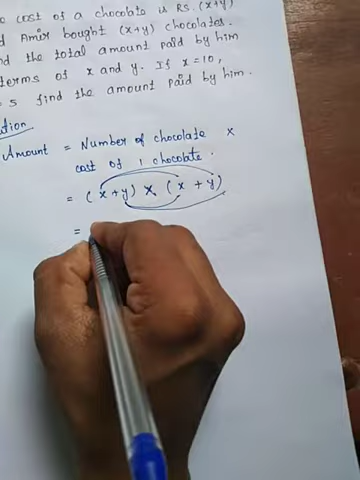 cost of a chocolate is Rs. (x+y)
Amir bought (x+y) chocolates.
the total amount paid by him
terms of x and y. If x = 10,
5 find the amount paid by him.
Amount = Number of chocolate ×
cost of 1 chocolate.
= (x+y) × (x+y)
=